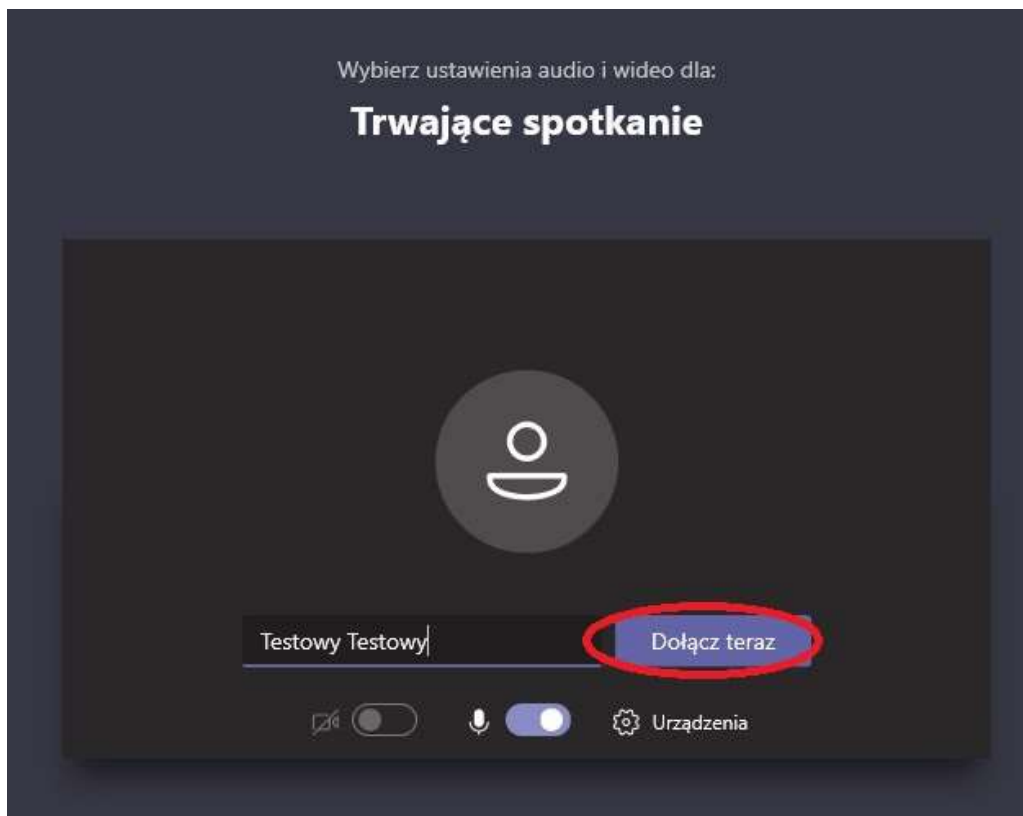 Wybierz ustawienia audio i wideo dla:
Trwające spotkanie
Testowy Testowy
Dołącz teraz
Urządzenia